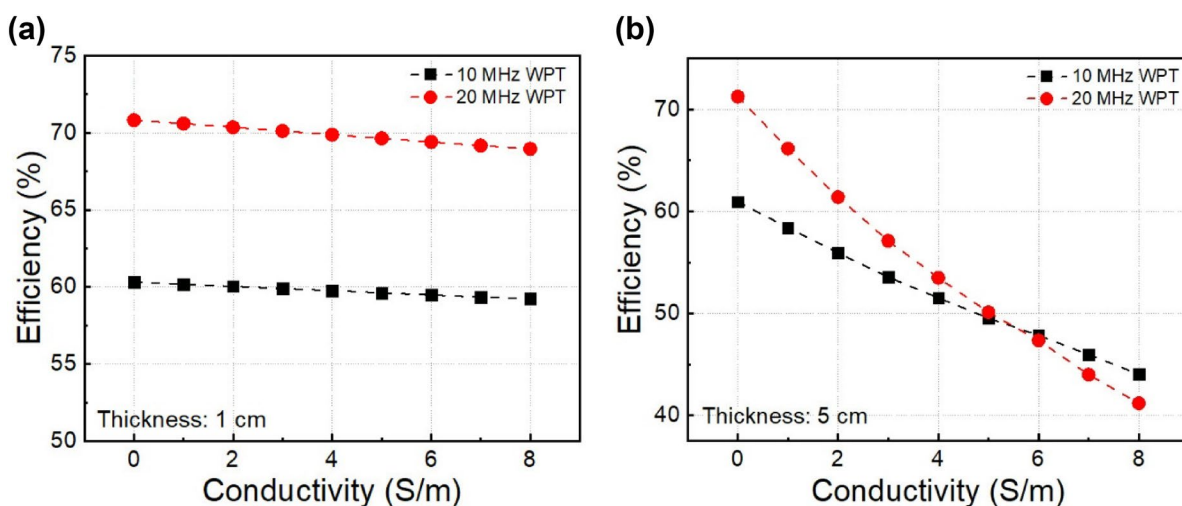 (a)
75
70
65
60
55
50
Efficiency (%)
10 MHz WPT
20 MHz WPT
Thickness: 1 cm
0 2 4 6 8
Conductivity (S/m)
(b)
70
60
50
40
Efficiency (%)
10 MHz WPT
20 MHz WPT
Thickness: 5 cm
0 2 4 6 8
Conductivity (S/m)